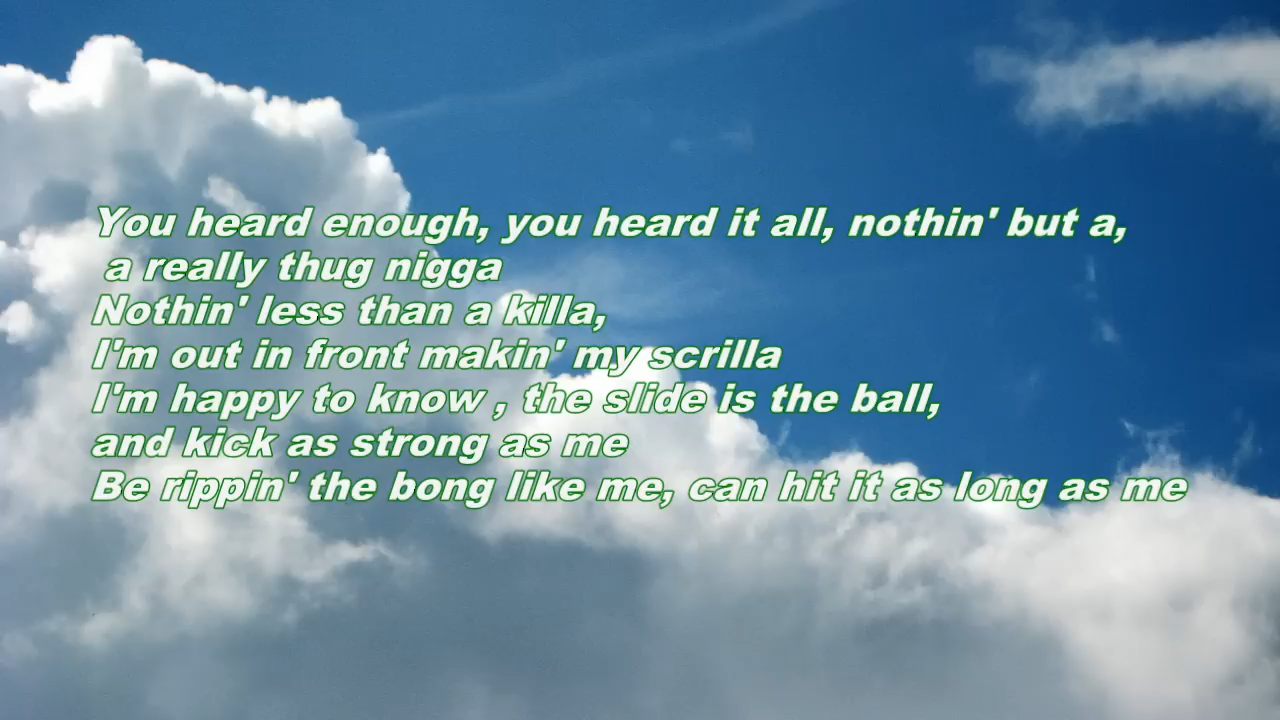 You heard enough, you heard it all, nothin' but a,
a really thug nigga
Nothin' less than a killa,
I'm out in front makin' my scrilla
I'm happy to know , the slide is the ball,
and kick as strong as me
Be rippin' the bong like me, can hit it as long as me